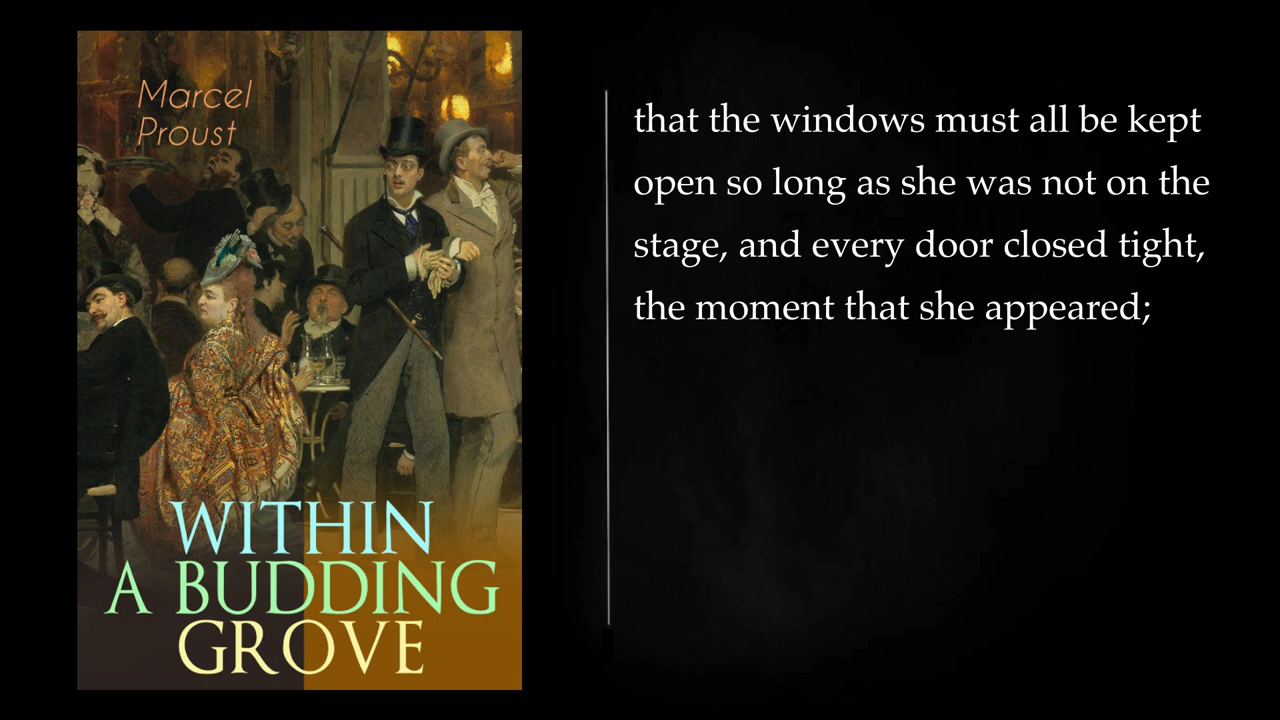 Marcel
Proust
WITHIN
A BUDDING
GROVE
that the windows must all be kept
open so long as she was not on the
stage, and every door closed tight,
the moment that she appeared;